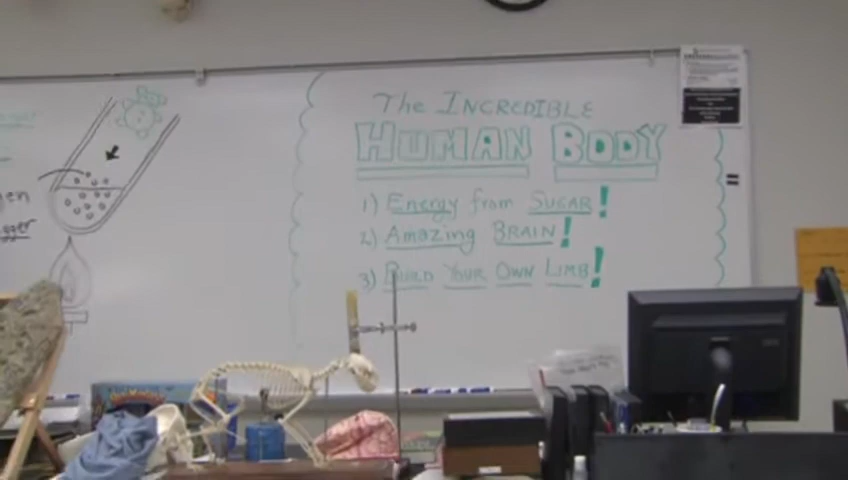 The INCREDIBLE
HUMAN BODY
1) Energy from SUGAR!
2) Amazing BRAIN!
3) BUILD YOUR OWN LIMB!